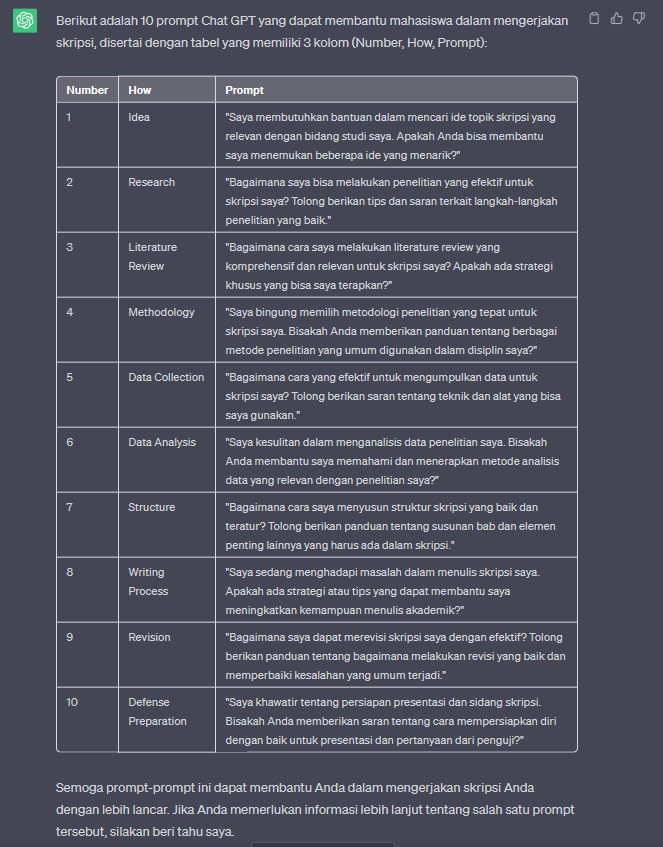 Berikut adalah 10 prompt Chat GPT yang dapat membantu mahasiswa dalam mengerjakan
skripsi, disertai dengan tabel yang memiliki 3 kolom (Number, How, Prompt):
Number How Prompt
1 Idea "Saya membutuhkan bantuan dalam mencari ide topik skripsi yang
relevan dengan bidang studi saya. Apakah Anda bisa membantu
saya menemukan beberapa ide yang menarik?"
2 Research "Bagaimana saya bisa melakukan penelitian yang efektif untuk
skripsi saya? Tolong berikan tips dan saran terkait langkah-langkah
penelitian yang baik."
3 Literature "Bagaimana cara saya melakukan literature review yang
Review komprehensif dan relevan untuk skripsi saya? Apakah ada strategi
khusus yang bisa saya terapkan?"
4 Methodology "Saya bingung memilih metodologi penelitian yang tepat untuk
skripsi saya. Bisakah Anda memberikan panduan tentang berbagai
metode penelitian yang umum digunakan dalam disiplin saya?"
5 Data Collection "Bagaimana cara yang efektif untuk mengumpulkan data untuk
skripsi saya? Tolong berikan saran tentang teknik dan alat yang bisa
saya gunakan."
6 Data Analysis "Saya kesulitan dalam menganalisis data penelitian saya. Bisakah
Anda membantu saya memahami dan menerapkan metode analisis
data yang relevan dengan penelitian saya?"
7 Structure "Bagaimana cara saya menyusun struktur skripsi yang baik dan
teratur? Tolong berikan panduan tentang susunan bab dan elemen
penting lainnya yang harus ada dalam skripsi."
8 Writing "Saya sedang menghadapi masalah dalam menulis skripsi saya.
Process Apakah ada strategi atau tips yang dapat membantu saya
meningkatkan kemampuan menulis akademik?"
9 Revision "Bagaimana saya dapat merevisi skripsi saya dengan efektif? Tolong
berikan panduan tentang bagaimana melakukan revisi yang baik dan
memperbaiki kesalahan yang umum terjadi."
10 Defense "Saya khawatir tentang persiapan presentasi dan sidang skripsi.
Preparation Bisakah Anda memberikan saran tentang cara mempersiapkan diri
dengan baik untuk presentasi dan pertanyaan dari penguji?"
Semoga prompt-prompt ini dapat membantu Anda dalam mengerjakan skripsi Anda
dengan lebih lancar. Jika Anda memerlukan informasi lebih lanjut tentang salah satu prompt
tersebut, silakan beri tahu saya.